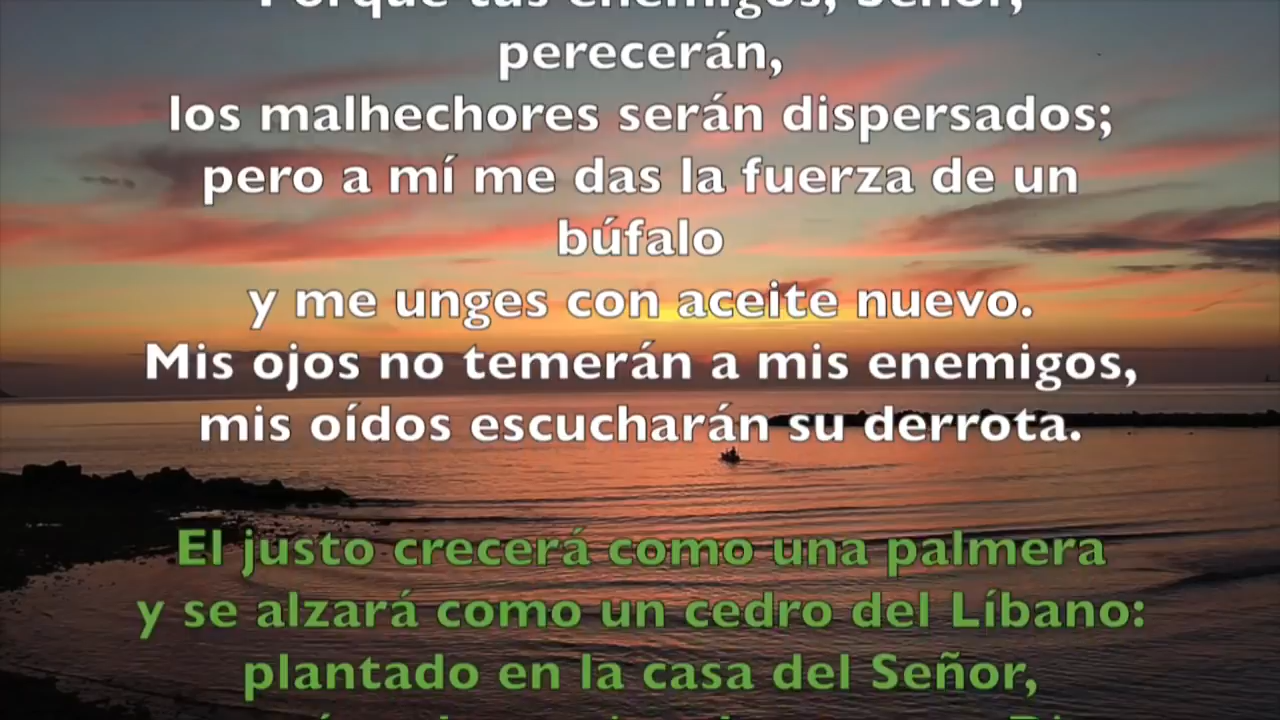 Porque tus enemigos, Señor,
perecerán,
los malhechores serán dispersados;
pero a mí me das la fuerza de un
búfalo
y me unges con aceite nuevo.
Mis ojos no temerán a mis enemigos,
mis oídos escucharán su derrota.
El justo crecerá como una palmera
y se alzará como un cedro del Líbano:
plantado en la casa del Señor,